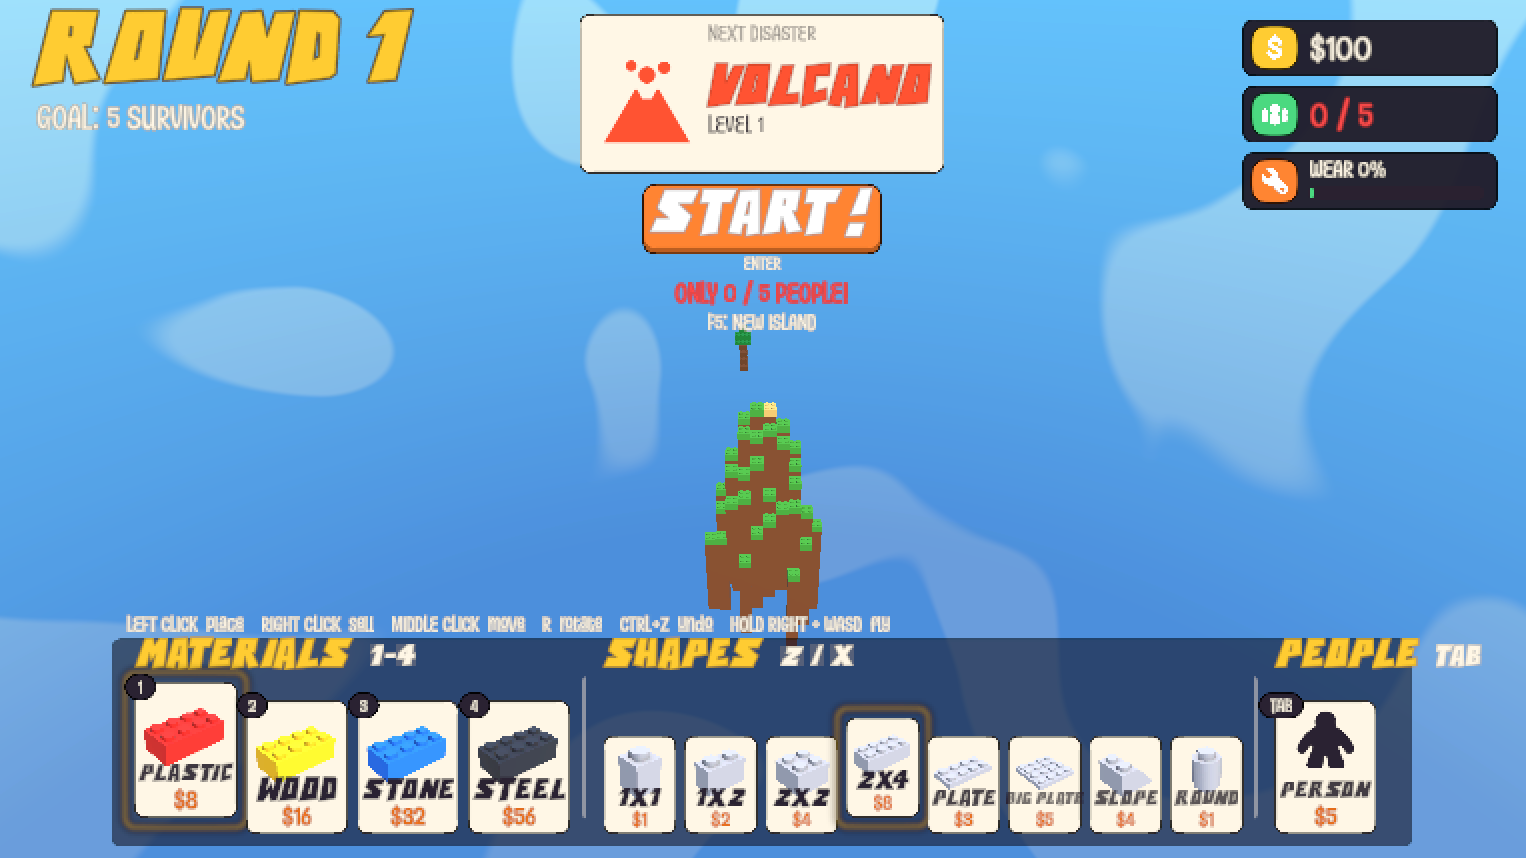 ROUND 1
GOAL: 5 SURVIVORS
NEXT DISASTER
VOLCANO
LEVEL 1
START!
ENTER
ONLY 0 / 5 PEOPLE!
F5: NEW ISLAND
$100
0 / 5
WEAR 0%
LEFT CLICK Place RIGHT CLICK Sell MIDDLE CLICK Move R rotate CTRL+Z Undo HOLD RIGHT + WASD Fly
MATERIALS 1-4
1
PLASTIC
$8
2
WOOD
$16
3
STONE
$32
4
STEEL
$56
SHAPES Z / X
1X1
$1
1X2
$2
2X2
$4
2X4
$8
PLATE
$3
BIG PLATE
$5
SLOPE
$4
ROUND
$1
PEOPLE TAB
TAB
PERSON
$5